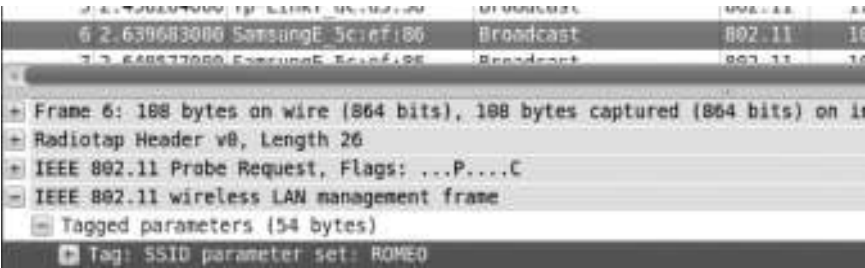 6 2.639683000 SamsungE_5c:ef:86 Broadcast 802.11
Frame 6: 108 bytes on wire (864 bits), 108 bytes captured (864 bits) on
Radiotap Header v0, Length 26
IEEE 802.11 Probe Request, Flags: ...P....C
IEEE 802.11 wireless LAN management frame
Tagged parameters (54 bytes)
Tag: SSID parameter set: ROMEO